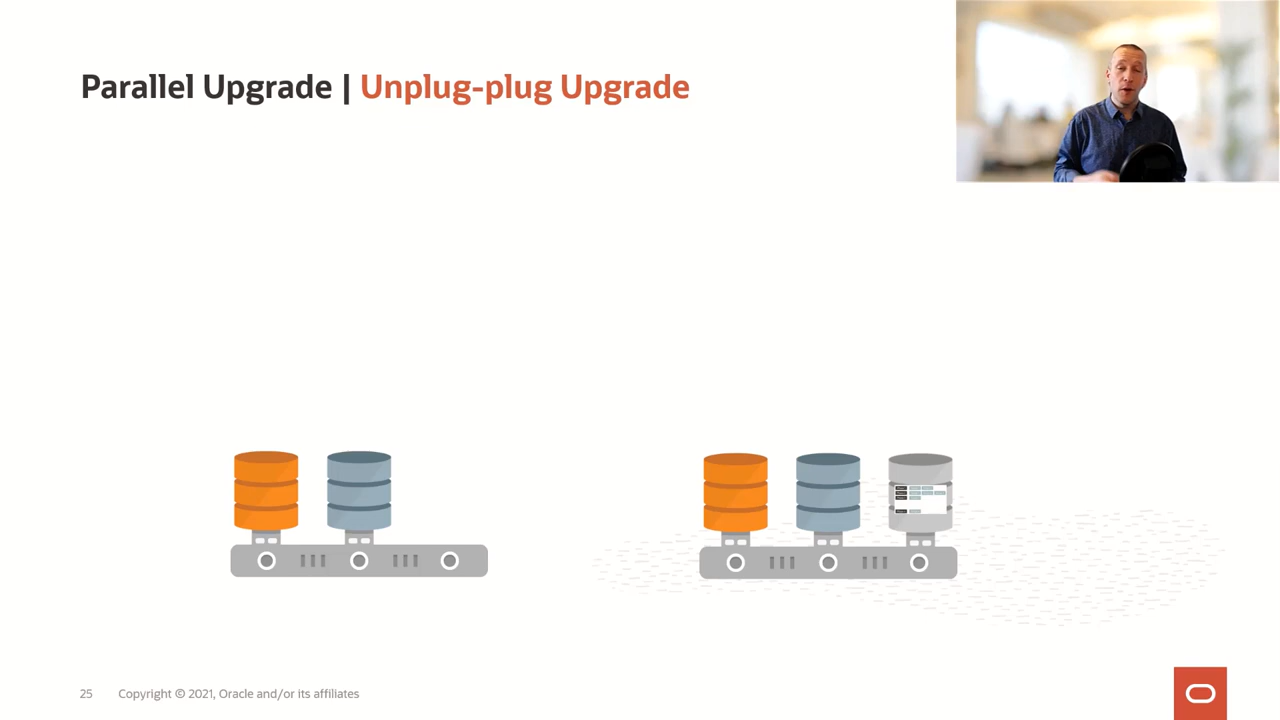 Parallel Upgrade | Unplug-plug Upgrade
25 Copyright © 2021, Oracle and/or its affiliates